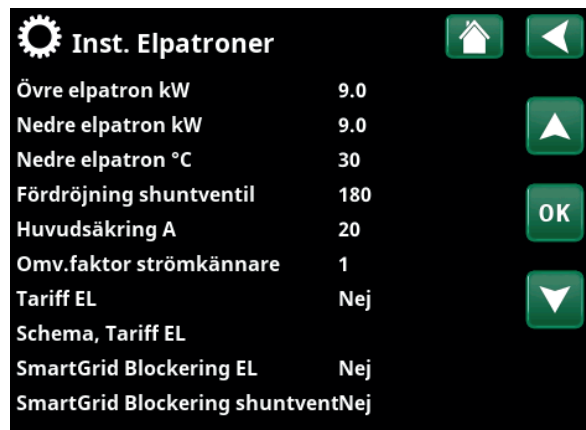 Inst. Elpatroner
Övre elpatron kW 9.0
Nedre elpatron kW 9.0
Nedre elpatron °C 30
Fördröjning shuntventil 180
OK
Huvudsäkring A 20
Omv.faktor strömkännare 1
Tariff EL Nej
Schema, Tariff EL
SmartGrid Blockering EL Nej
SmartGrid Blockering shuntventNej